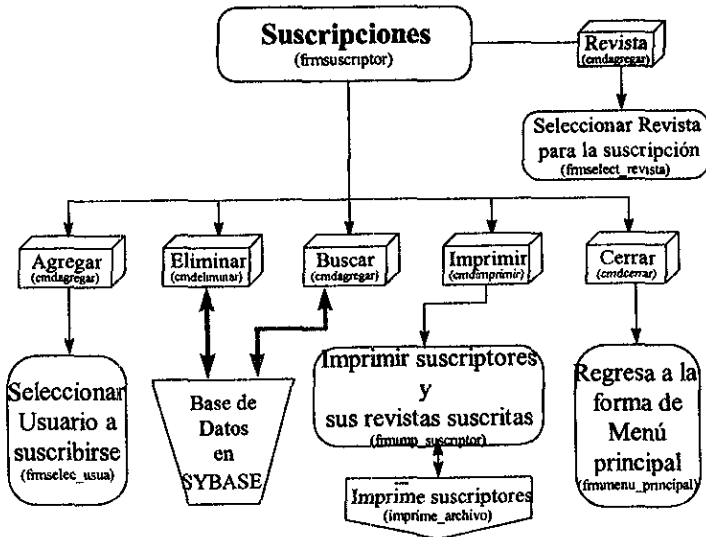 Suscripciones
(frmsuscriptor)
Revista
(cmdagregar)
Seleccionar Revista
para la suscripción
(frmselect_revista)
Agregar
(cmdagregar)
Eliminar
(cmdelimunar)
Buscar
(cmdagregar)
Imprimir
(cmdimprimir)
Cerrar
(cmdcerrar)
Seleccionar
Usuario a
suscribirse
(frmselec_usua)
Base de
Datos
en
SYBASE
Imprimir suscriptores
y
sus revistas suscritas
(frmimp_suscriptor)
Imprime suscriptores
(imprime_archivo)
Regresa a la
forma de
Menú
principal
(frmmenu_principal)